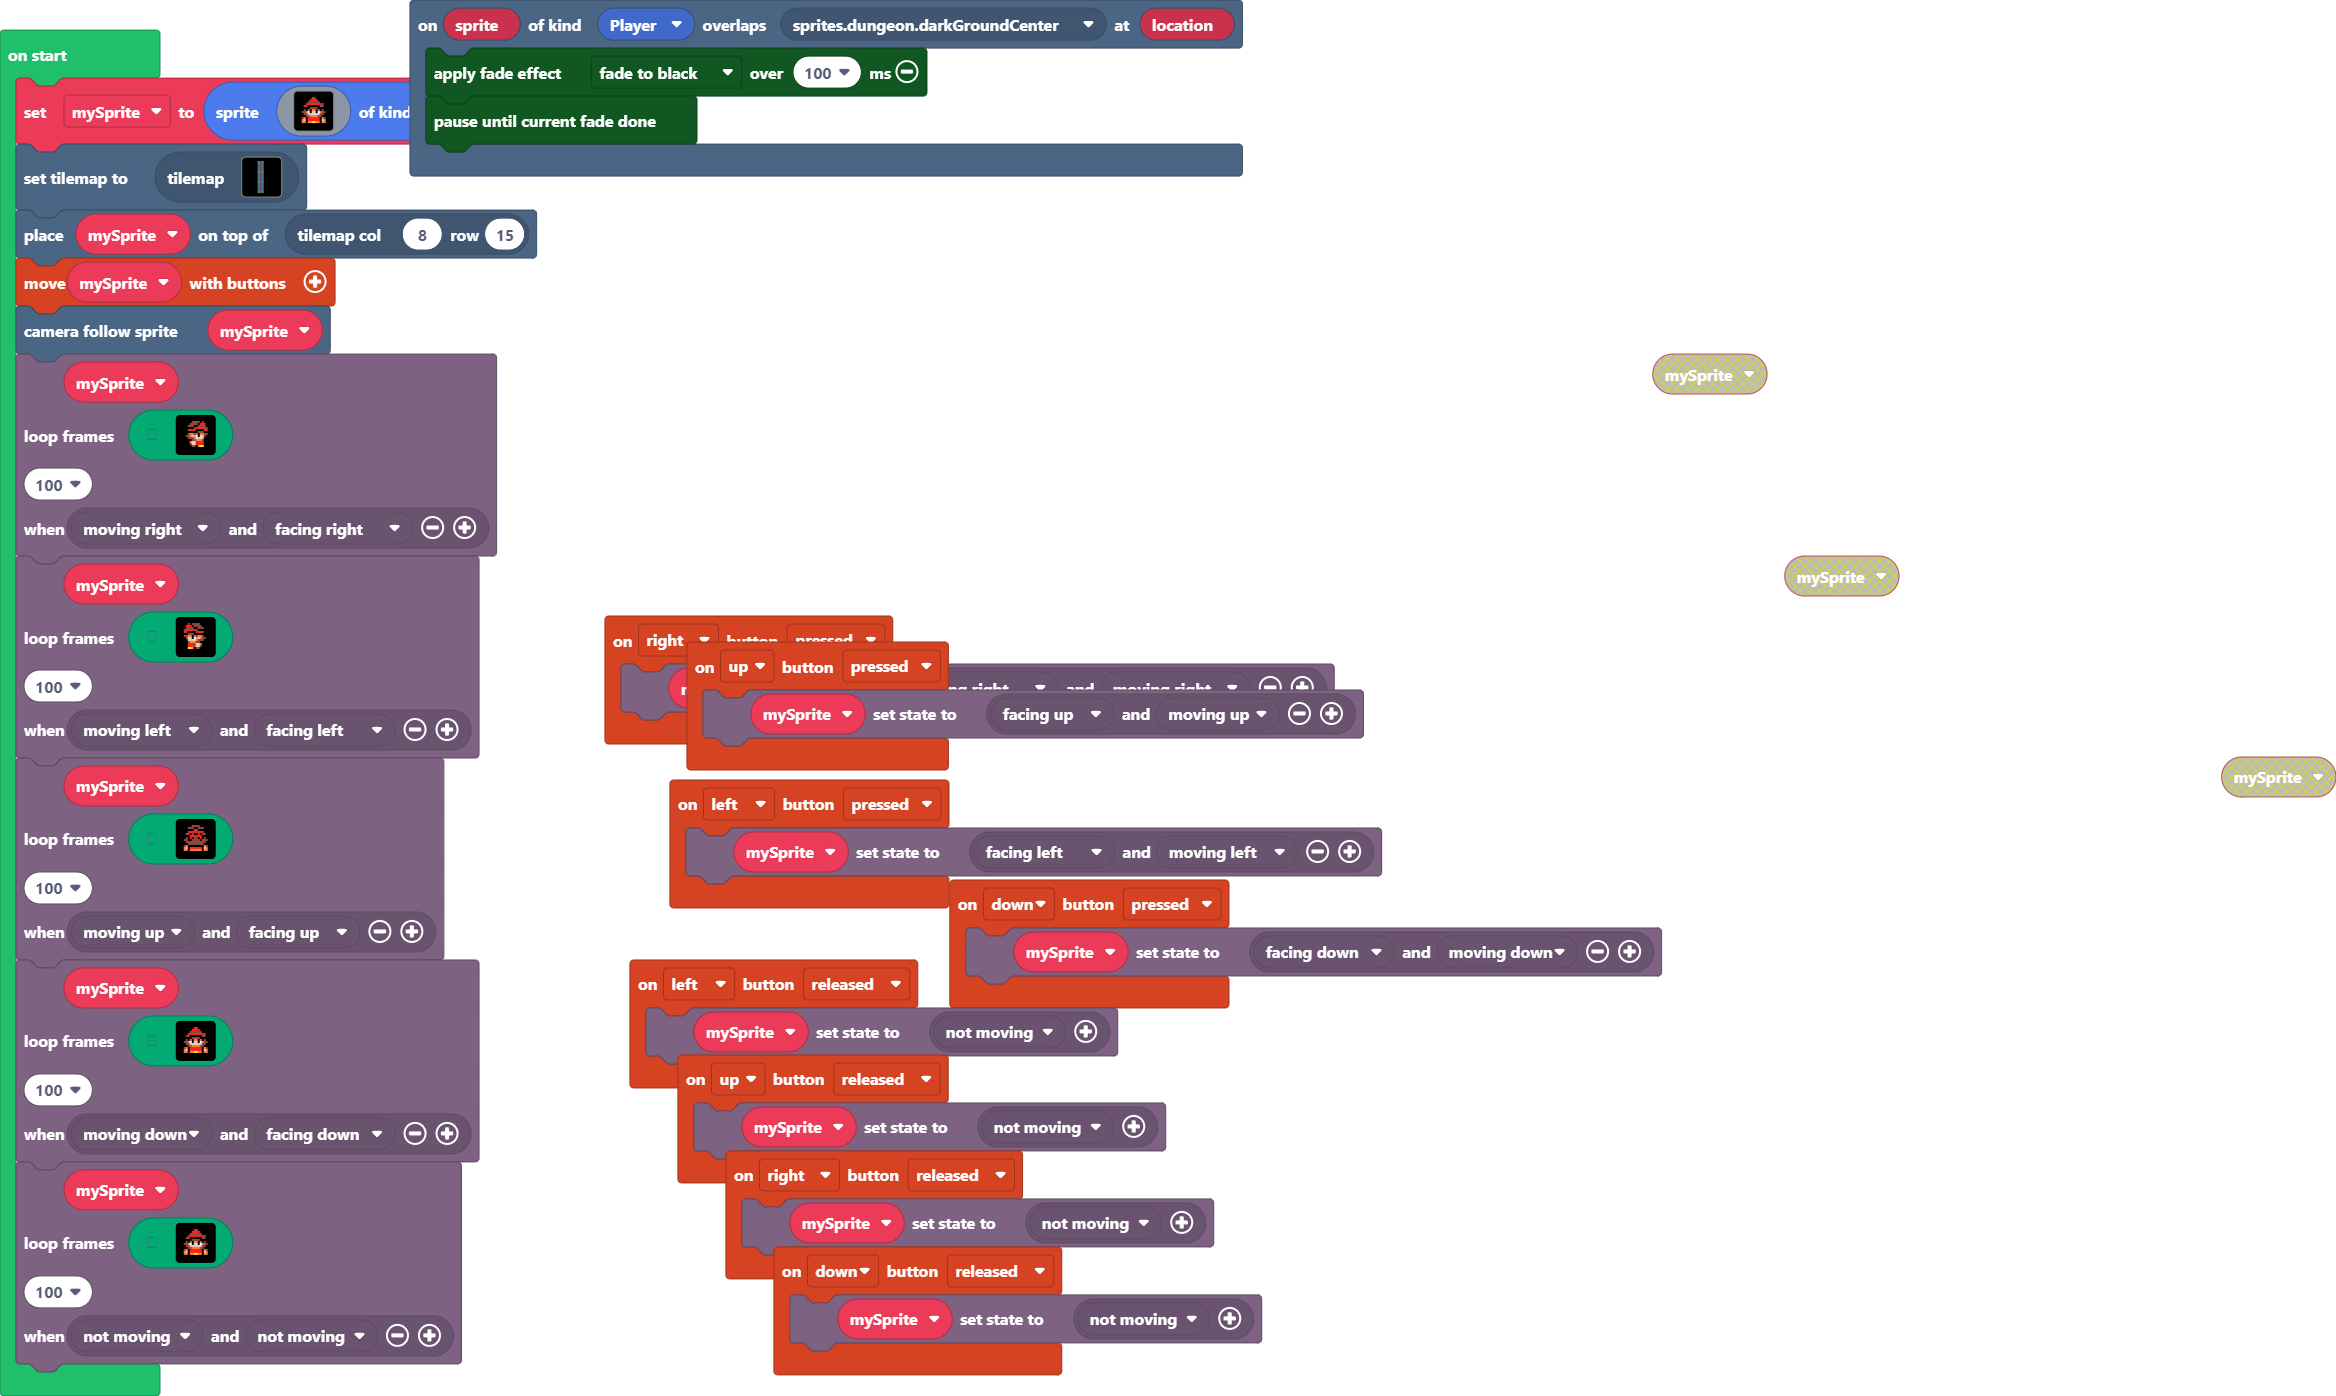 on start
set mySprite to sprite of kind
set tilemap to tilemap
place mySprite on top of tilemap col 8 row 15
move mySprite with buttons
camera follow sprite mySprite
mySprite
loop frames
100
when moving right and facing right
mySprite
loop frames
100
when moving left and facing left
mySprite
loop frames
100
when moving up and facing up
mySprite
loop frames
100
when moving down and facing down
mySprite
loop frames
100
when not moving and not moving
on sprite of kind Player overlaps sprites.dungeon.darkGroundCenter at location
apply fade effect fade to black over 100 ms
pause until current fade done
mySprite
mySprite
mySprite
on right button pressed
right and moving right
on up button pressed
mySprite set state to facing up and moving up
on left button pressed
mySprite set state to facing left and moving left
on down button pressed
mySprite set state to facing down and moving down
on left button released
mySprite set state to not moving
on up button released
mySprite set state to not moving
on right button released
mySprite set state to not moving
on down button released
mySprite set state to not moving